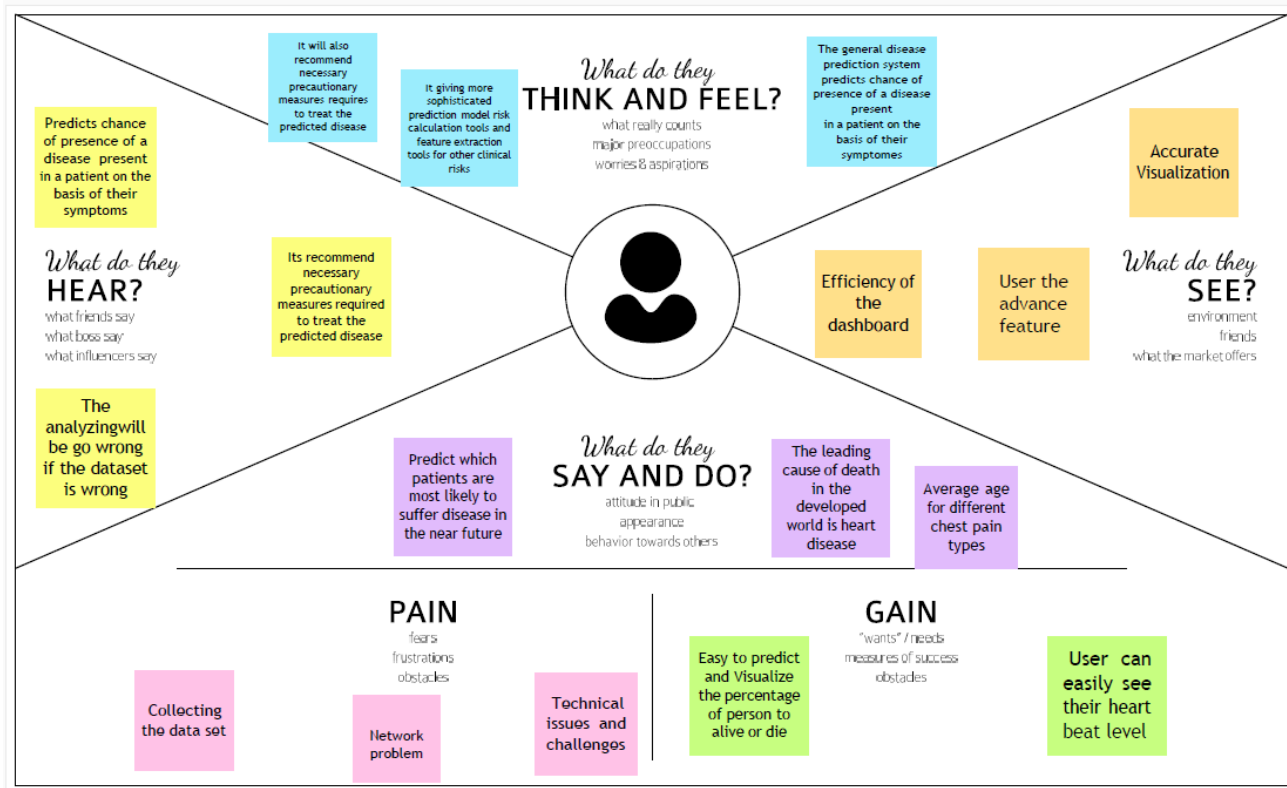 It will also
recommend
necessary
precautionary
measures requires
to treat the
predicted disease
It giving more
sophisticated
prediction model risk
calculation tools and
feature extraction
tools for other clinical
risks
What do they
THINK AND FEEL?
what really counts
major preoccupations
worries & aspirations
The general disease
prediction system
predicts chance of
presence of a disease
present
in a patient on the
basis of their
symptomes
Predicts chance
of presence of a
disease present
in a patient on the
basis of their
symptoms
What do they
HEAR?
what friends say
what boss say
what influencers say
Its recommend
necessary
precautionary
measures required
to treat the
predicted disease
The
analyzingwill
be go wrong
if the dataset
is wrong
Accurate
Visualization
Efficiency of
the
dashboard
User the
advance
feature
What do they
SEE?
environment
friends
what the market offers
Predict which
patients are
most likely to
suffer disease in
the near future
What do they
SAY AND DO?
attitude in public
appearance
behavior towards others
The leading
cause of death
in the
developed
world is heart
disease
Average age
for different
chest pain
types
PAIN
fears
frustrations
obstacles
Collecting
the data set
Network
problem
Technical
issues and
challenges
GAIN
"wants" / needs
measures of success
obstacles
Easy to predict
and Visualize
the percentage
of person to
alive or die
User can
easily see
their heart
beat level